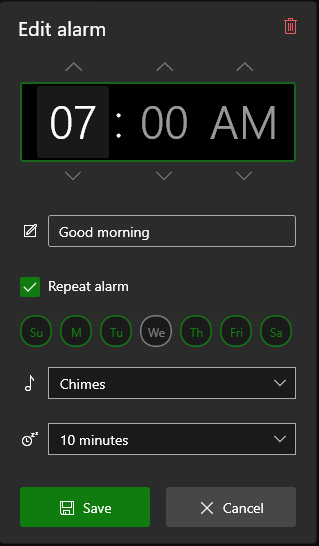 Edit alarm
07 : 00 AM
Good morning
Repeat alarm
Su M Tu We Th Fri Sa
Chimes
10 minutes
Save Cancel